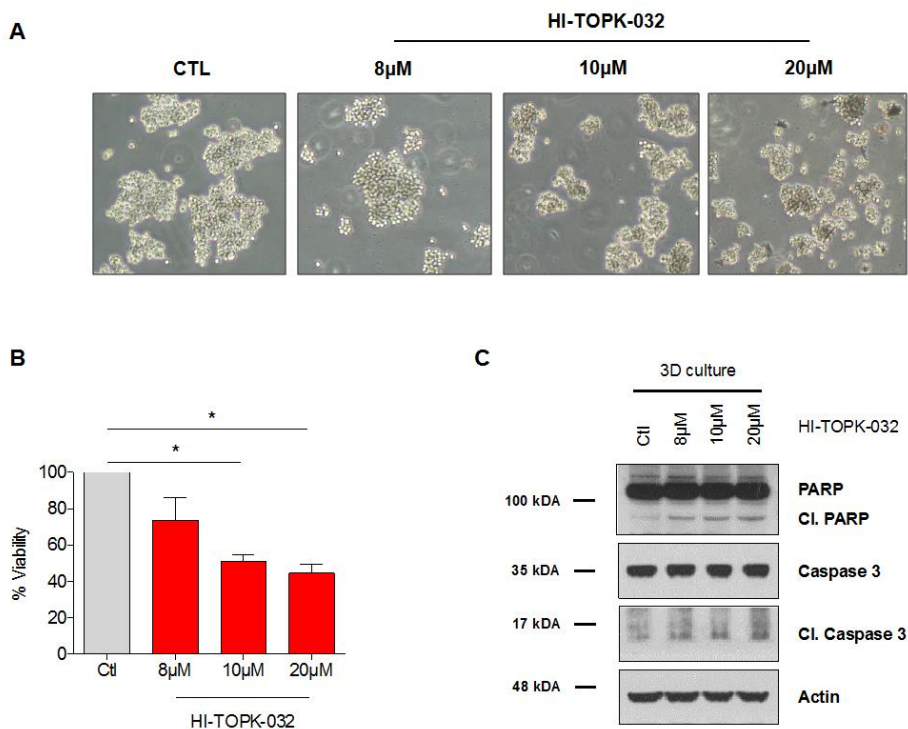 HI-TOPK-032
A
CTL
8µM
10µM
20µM
B
*
*
100
80
60
40
20
0
% Viability
Ctl
8µM
10µM
20µM
HI-TOPK-032
C
3D culture
Ctl
8µM
10µM
20µM
HI-TOPK-032
100 kDA
PARP
Cl. PARP
35 kDA
Caspase 3
17 kDA
Cl. Caspase 3
48 kDA
Actin